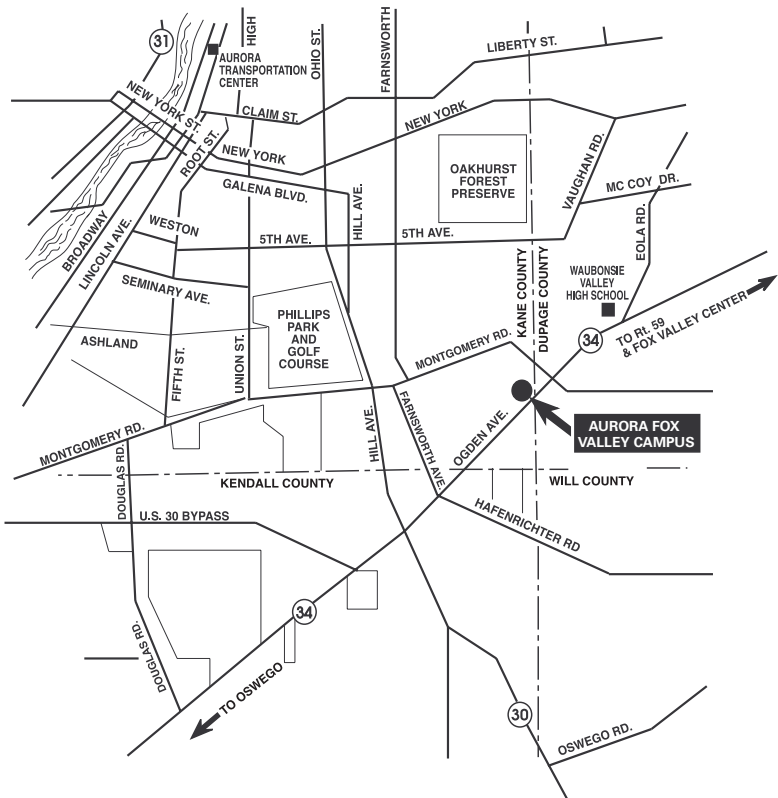 31
HIGH
OHIO ST.
FARNSWORTH
LIBERTY ST.
AURORA
TRANSPORTATION
CENTER
NEW YORK ST.
CLAIM ST.
NEW YORK
ROOT ST.
NEW YORK
GALENA BLVD.
HILL AVE.
OAKHURST
FOREST
PRESERVE
VAUGHAN RD.
MC COY DR.
EOLA RD.
WESTON
5TH AVE.
5TH AVE.
BROADWAY
LINCOLN AVE.
SEMINARY AVE.
KANE COUNTY
DUPAGE COUNTY
WAUBONSIE
VALLEY
HIGH SCHOOL
PHILLIPS
PARK
AND
GOLF
COURSE
ASHLAND
FIFTH ST.
UNION ST.
MONTGOMERY RD.
34
TO Rt. 59
& FOX VALLEY CENTER
AURORA FOX
VALLEY CAMPUS
MONTGOMERY RD.
DOUGLAS RD.
HILL AVE.
FARNSWORTH AVE.
OGDEN AVE.
KENDALL COUNTY
WILL COUNTY
U.S. 30 BYPASS
HAFENRICHTER RD
34
DOUGLAS RD.
TO OSWEGO
30
OSWEGO RD.